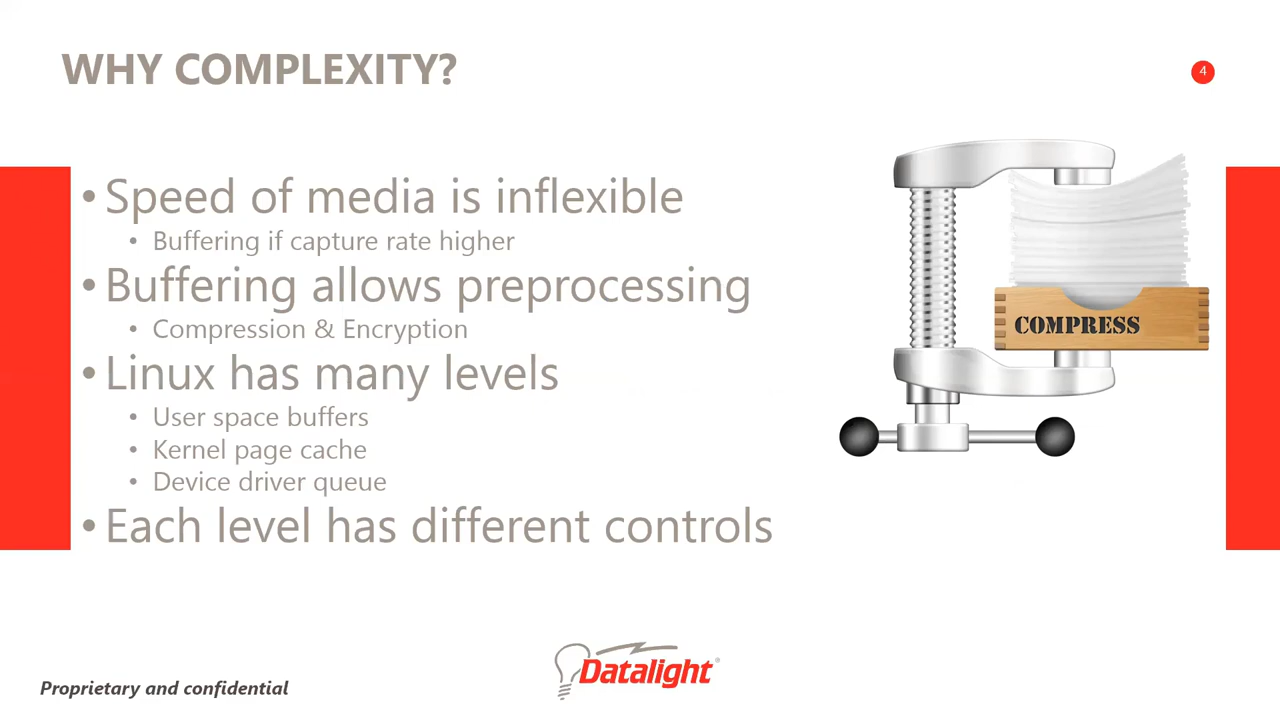 WHY COMPLEXITY?
4
• Speed of media is inflexible
• Buffering if capture rate higher
• Buffering allows preprocessing
• Compression & Encryption
• Linux has many levels
• User space buffers
• Kernel page cache
• Device driver queue
• Each level has different controls
COMPRESS
Datalight®
Proprietary and confidential